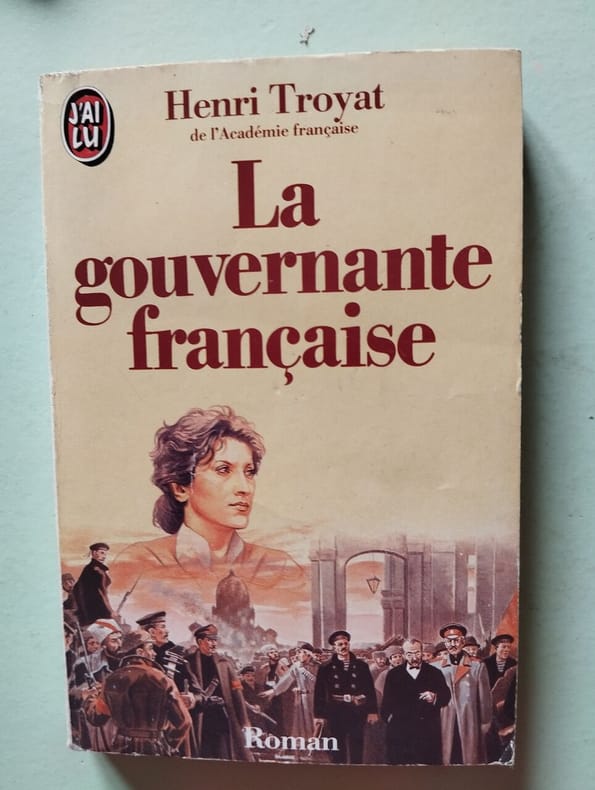 J'AI
LU
Henri Troyat
de l'Académie française
La
gouvernante
française
Roman